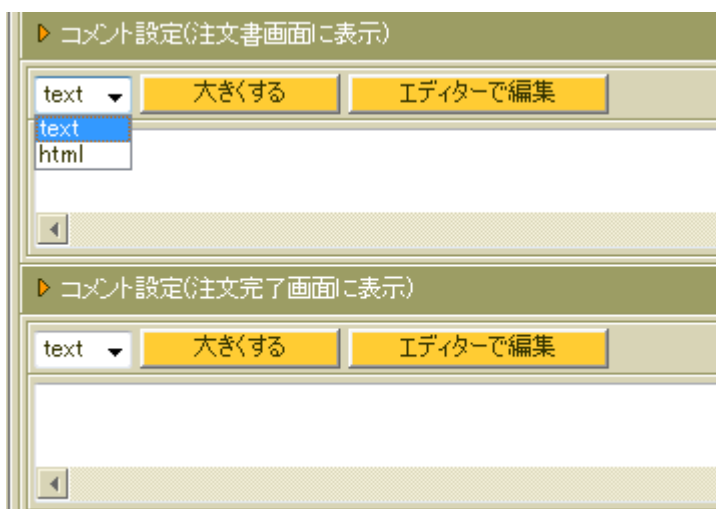 コメント設定(注文書画面に表示)
text 大きくする エディターで編集
text
html
コメント設定(注文完了画面に表示)
text 大きくする エディターで編集